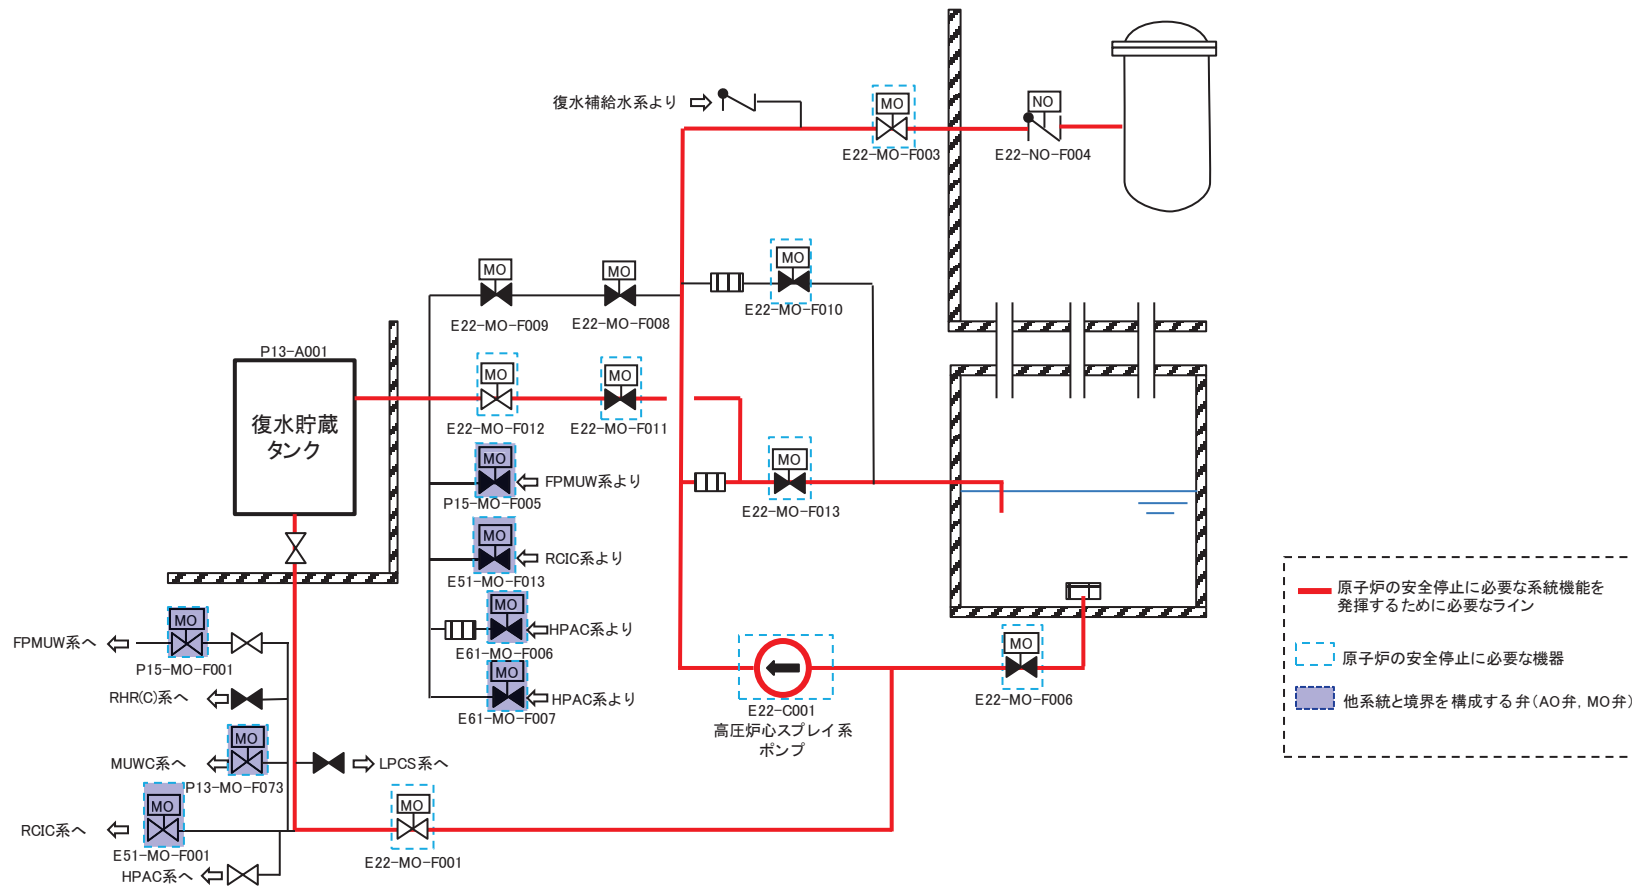 復水補給水系より
MO
E22-MO-F003
NO
E22-NO-F004
MO
E22-MO-F009
MO
E22-MO-F008
MO
E22-MO-F010
P13-A001
復水貯蔵
タンク
MO
E22-MO-F012
MO
E22-MO-F011
MO
FPMUW系より
P15-MO-F005
MO
E22-MO-F013
MO
RCIC系より
E51-MO-F013
MO
HPAC系より
E61-MO-F006
MO
HPAC系より
E61-MO-F007
MO
FPMUW系へ
P15-MO-F001
RHR(C)系へ
MO
MUWC系へ
P13-MO-F073
LPCS系へ
MO
RCIC系へ
E51-MO-F001
HPAC系へ
MO
E22-MO-F001
E22-C001
高圧炉心スプレイ系
ポンプ
MO
E22-MO-F006
原子炉の安全停止に必要な系統機能を
発揮するために必要なライン
原子炉の安全停止に必要な機器
他系統と境界を構成する弁(AO弁, MO弁)